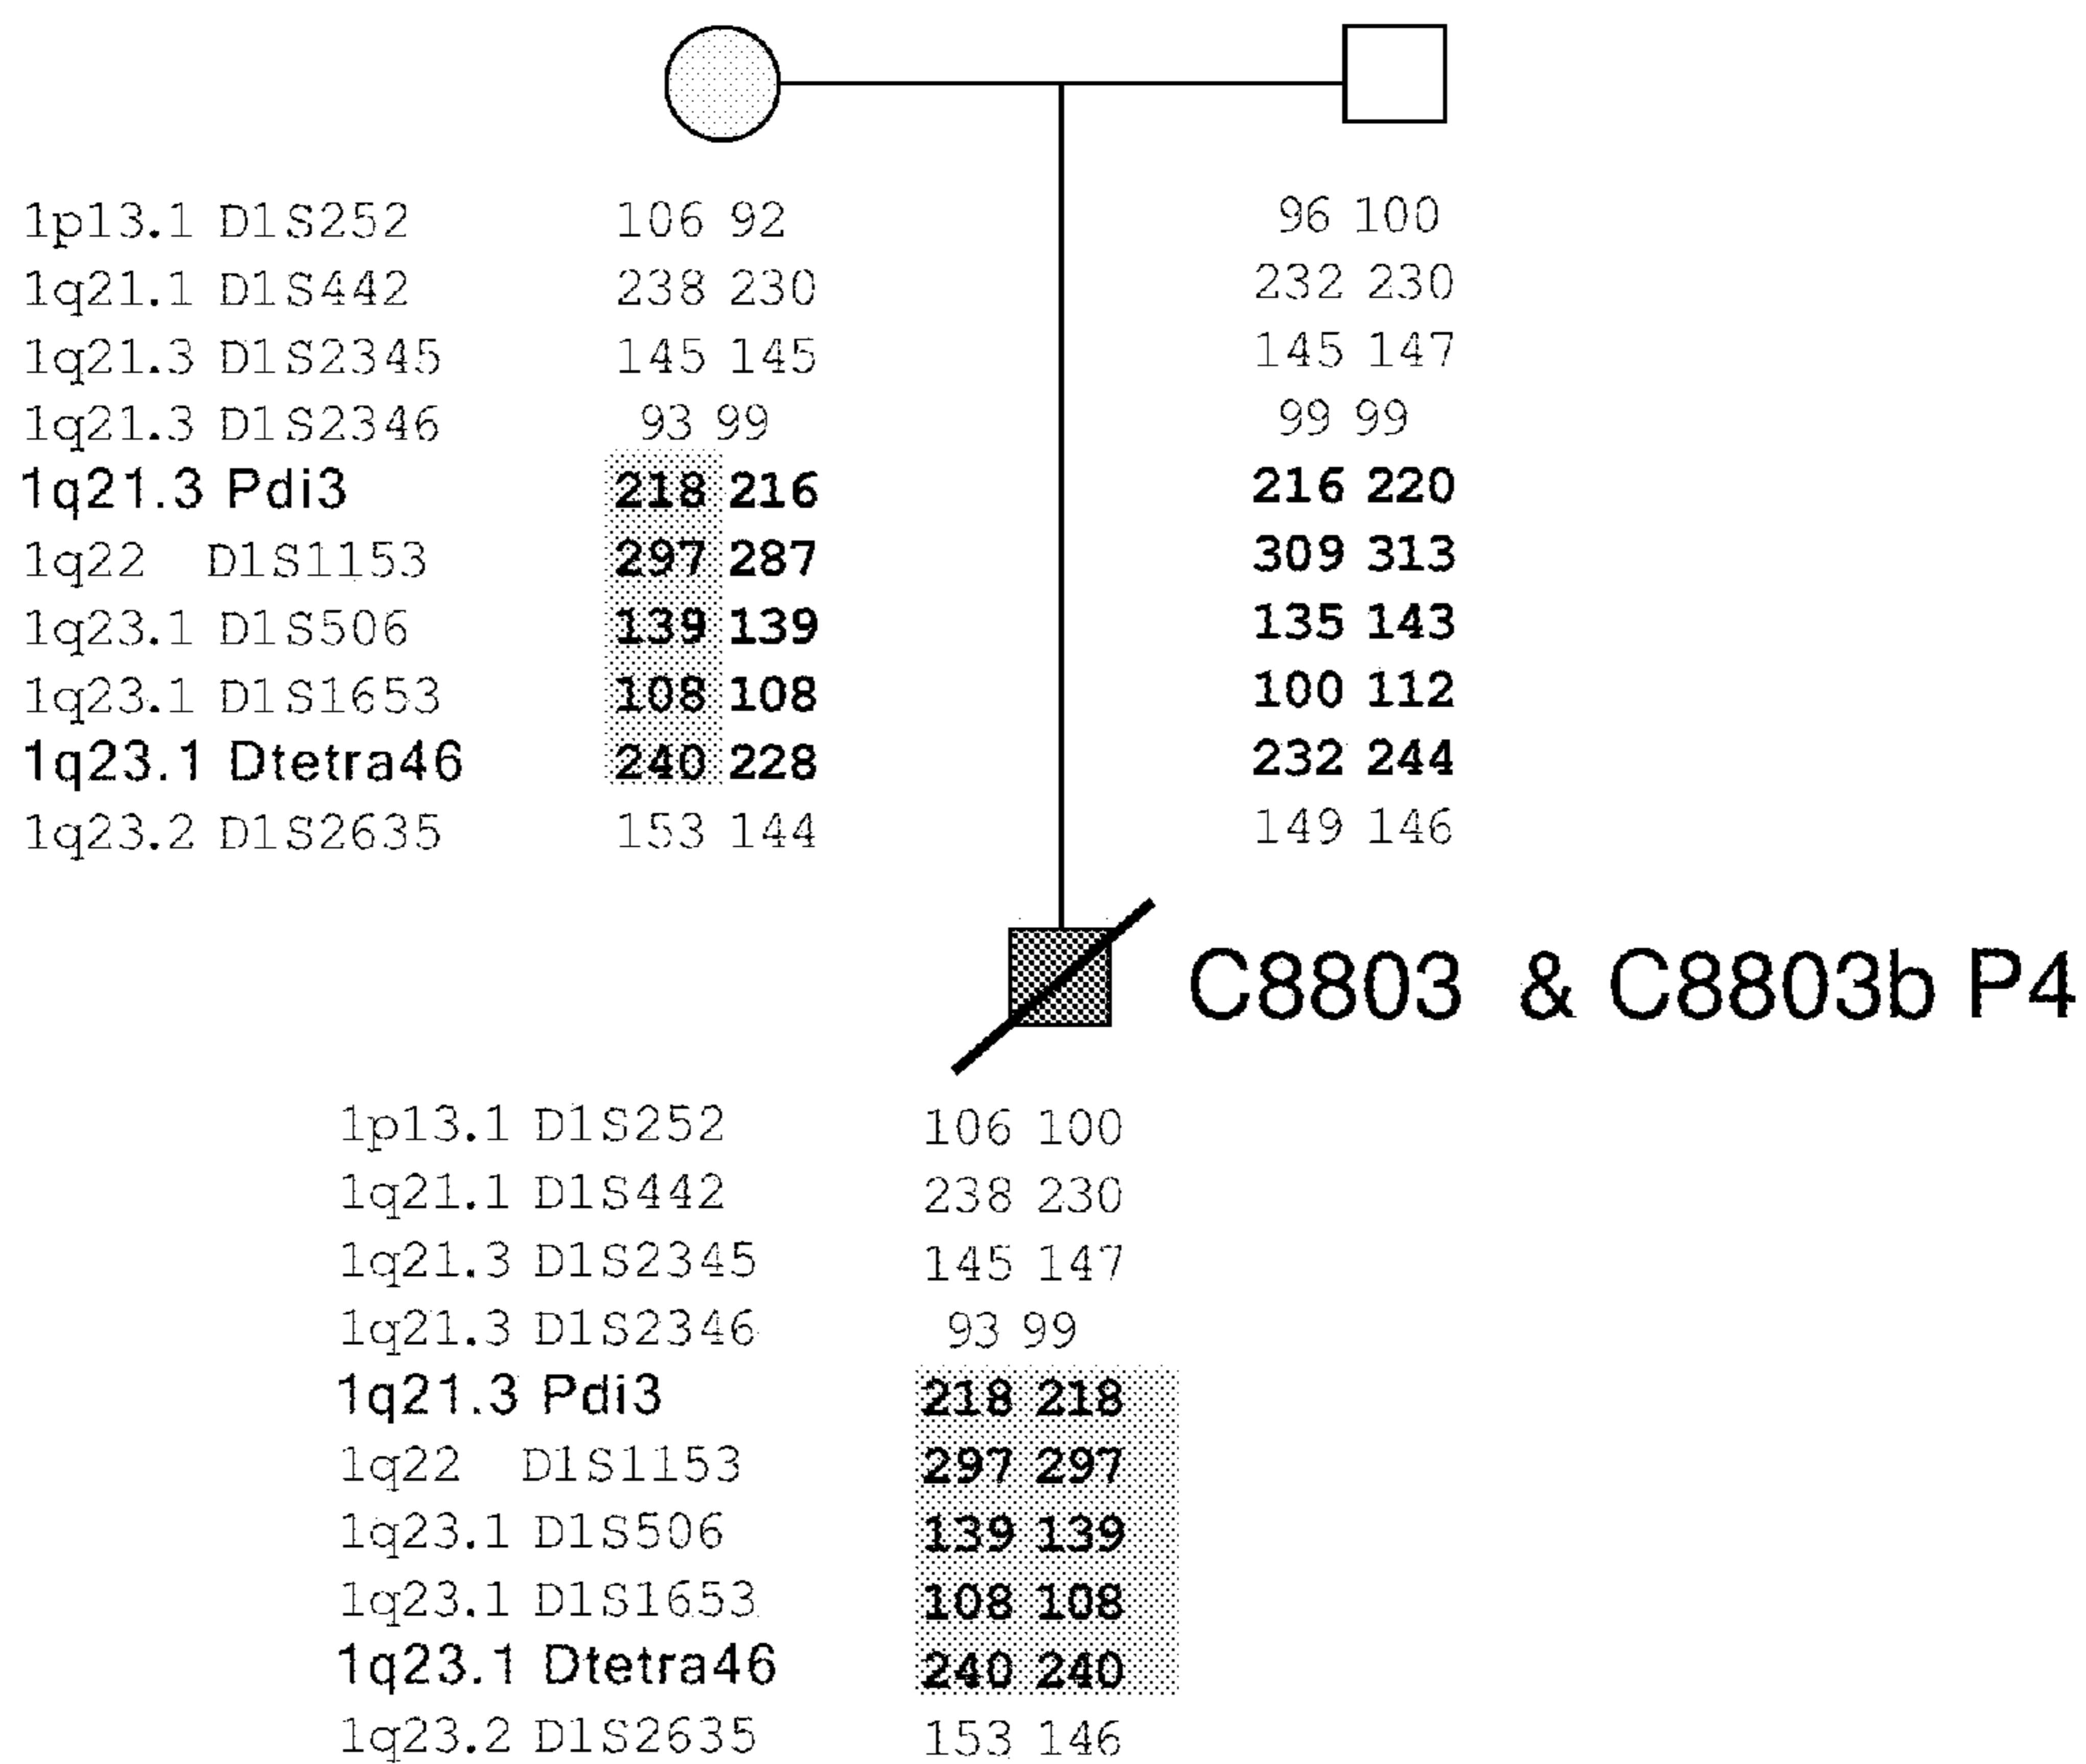 1p13.1 D1S252 106 92 96 100
1q21.1 D1S442 238 230 232 230
1q21.3 D1S2345 145 145 145 147
1q21.3 D1S2346 93 99 99 99
1q21.3 Pdi3 218 216 216 220
1q22 D1S1153 297 287 309 313
1q23.1 D1S506 139 139 135 143
1q23.1 D1S1653 108 108 100 112
1q23.1 Dtetra46 240 228 232 244
1q23.2 D1S2635 153 144 149 146
C8803 & C8803b P4
1p13.1 D1S252 106 100
1q21.1 D1S442 238 230
1q21.3 D1S2345 145 147
1q21.3 D1S2346 93 99
1q21.3 Pdi3 218 218
1q22 D1S1153 297 297
1q23.1 D1S506 139 139
1q23.1 D1S1653 108 108
1q23.1 Dtetra46 240 240
1q23.2 D1S2635 153 146